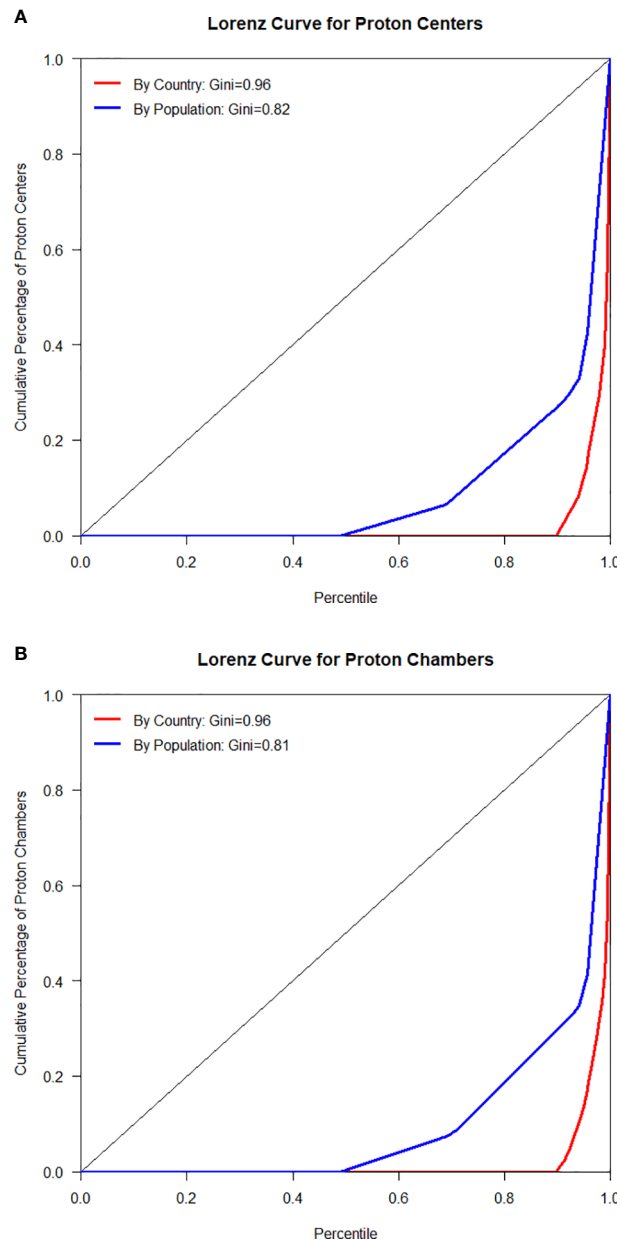 A
Lorenz Curve for Proton Centers
By Country: Gini=0.96
By Population: Gini=0.82
Cumulative Percentage of Proton Centers
1.0
0.8
0.6
0.4
0.2
0.0
0.0 0.2 0.4 0.6 0.8 1.0
Percentile
B
Lorenz Curve for Proton Chambers
By Country: Gini=0.96
By Population: Gini=0.81
Cumulative Percentage of Proton Chambers
1.0
0.8
0.6
0.4
0.2
0.0
0.0 0.2 0.4 0.6 0.8 1.0
Percentile